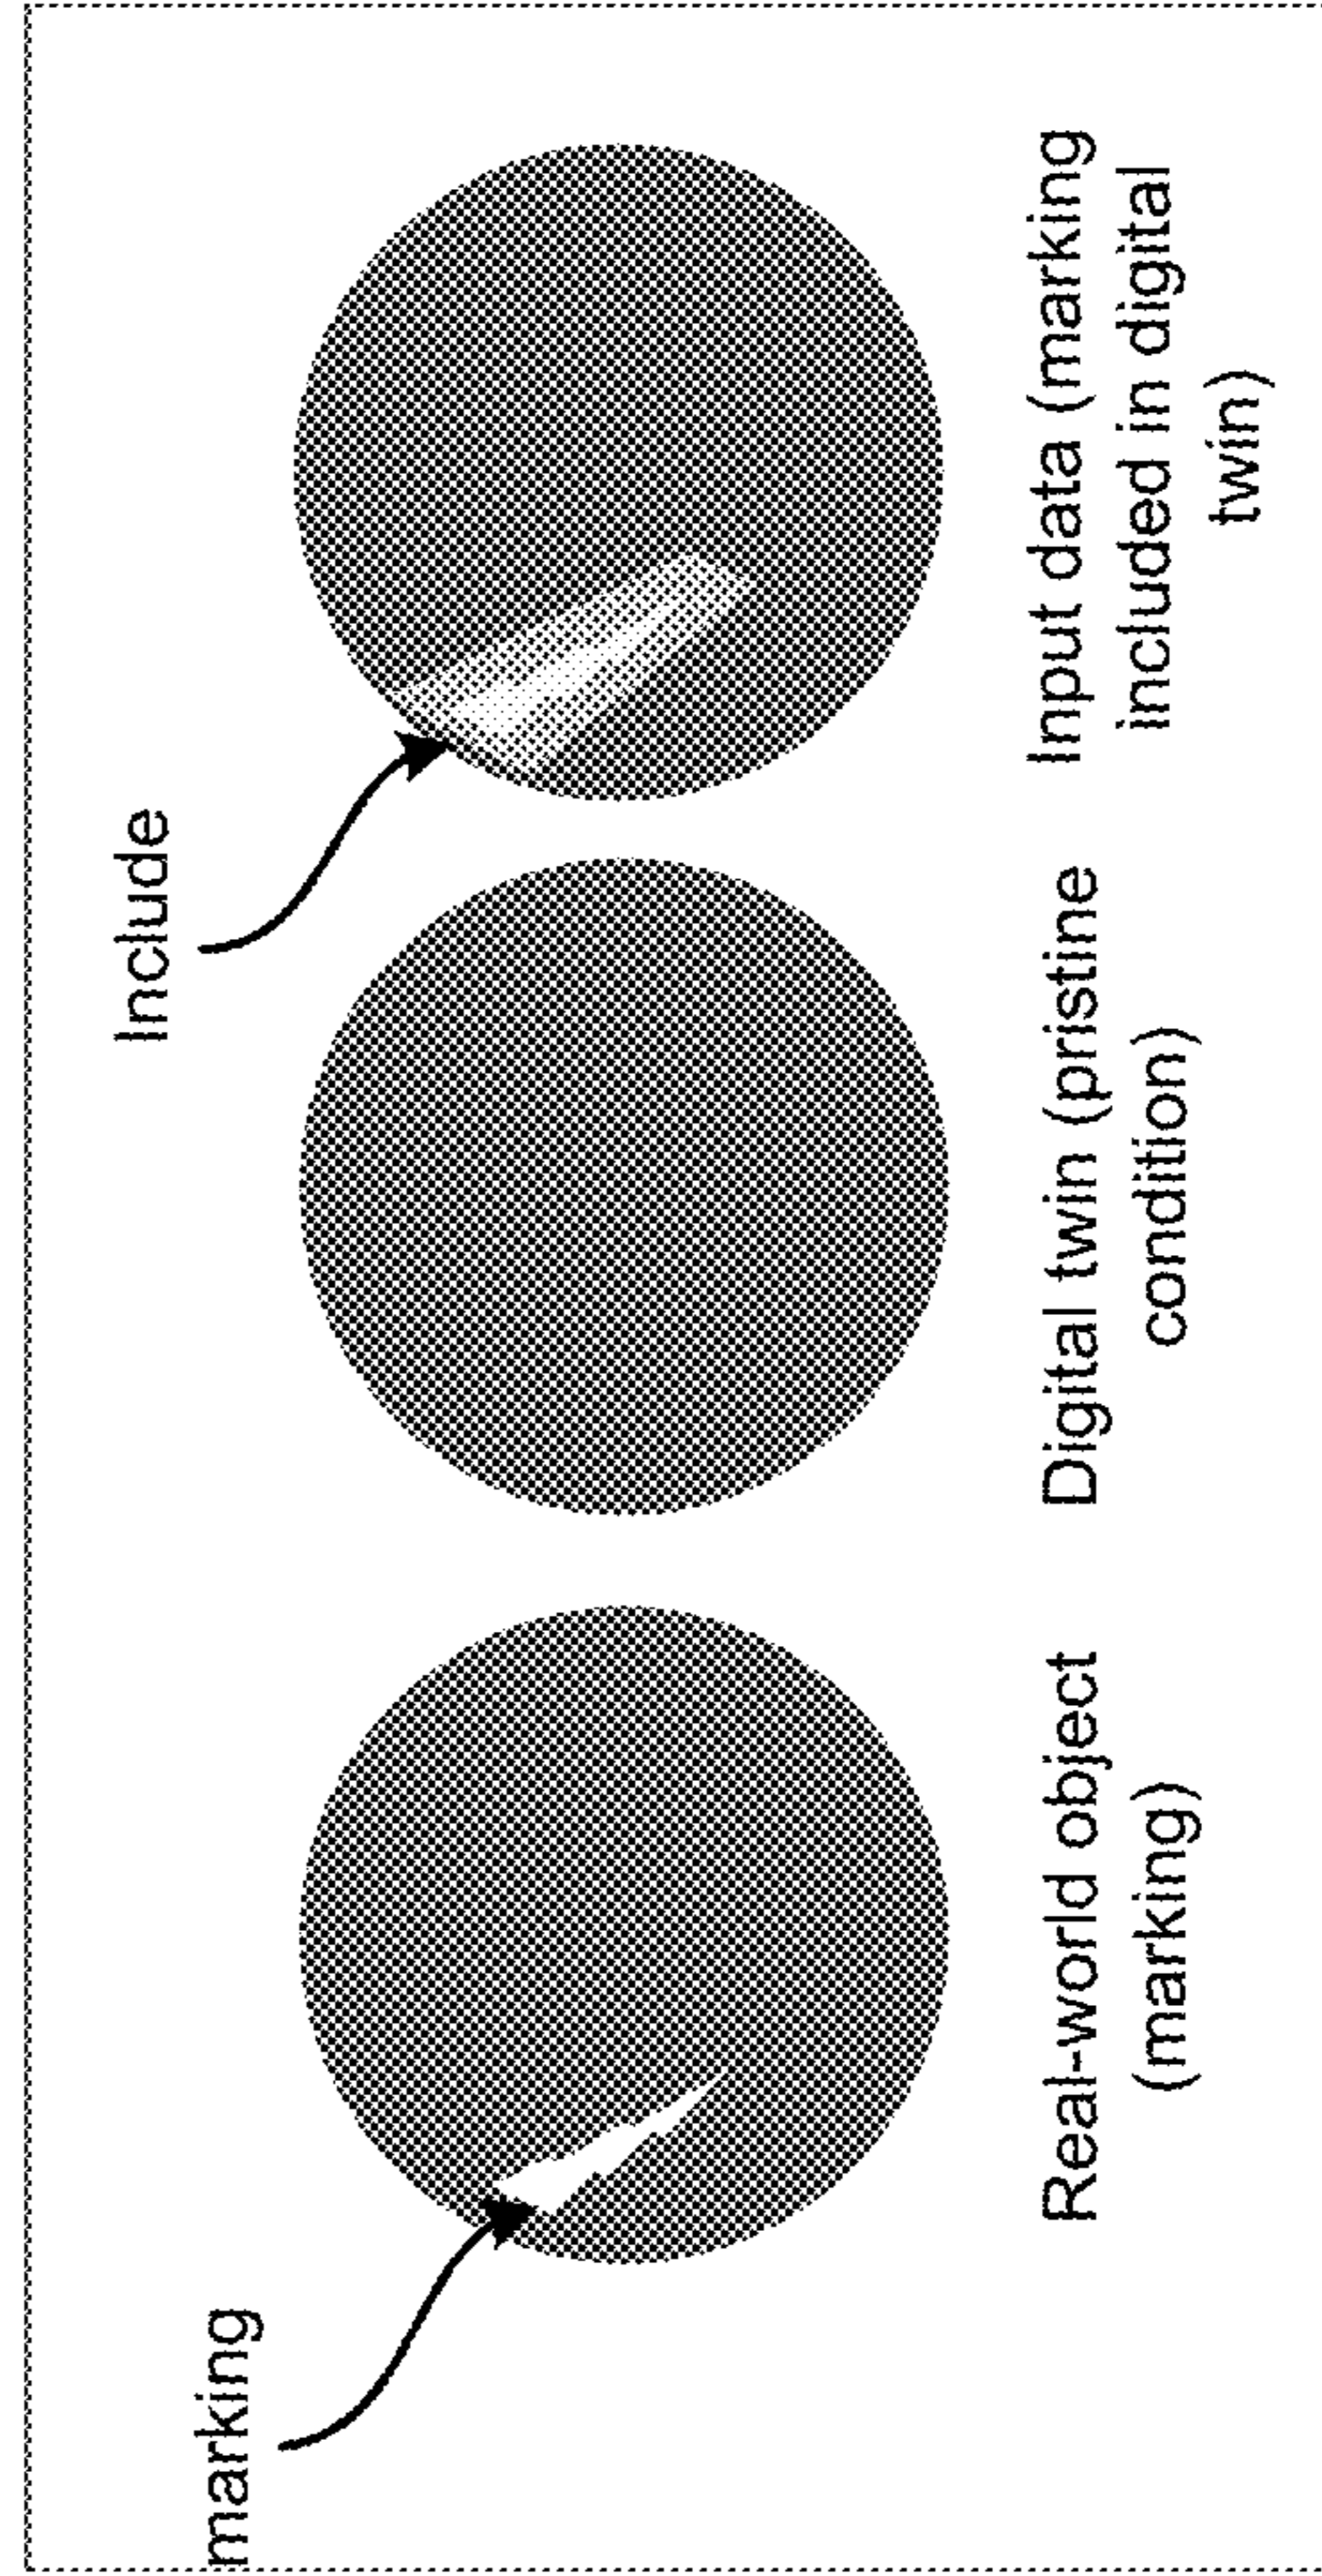 marking
Include
Real-world object
(marking)
Digital twin (pristine
condition)
Input data (marking
included in digital
twin)